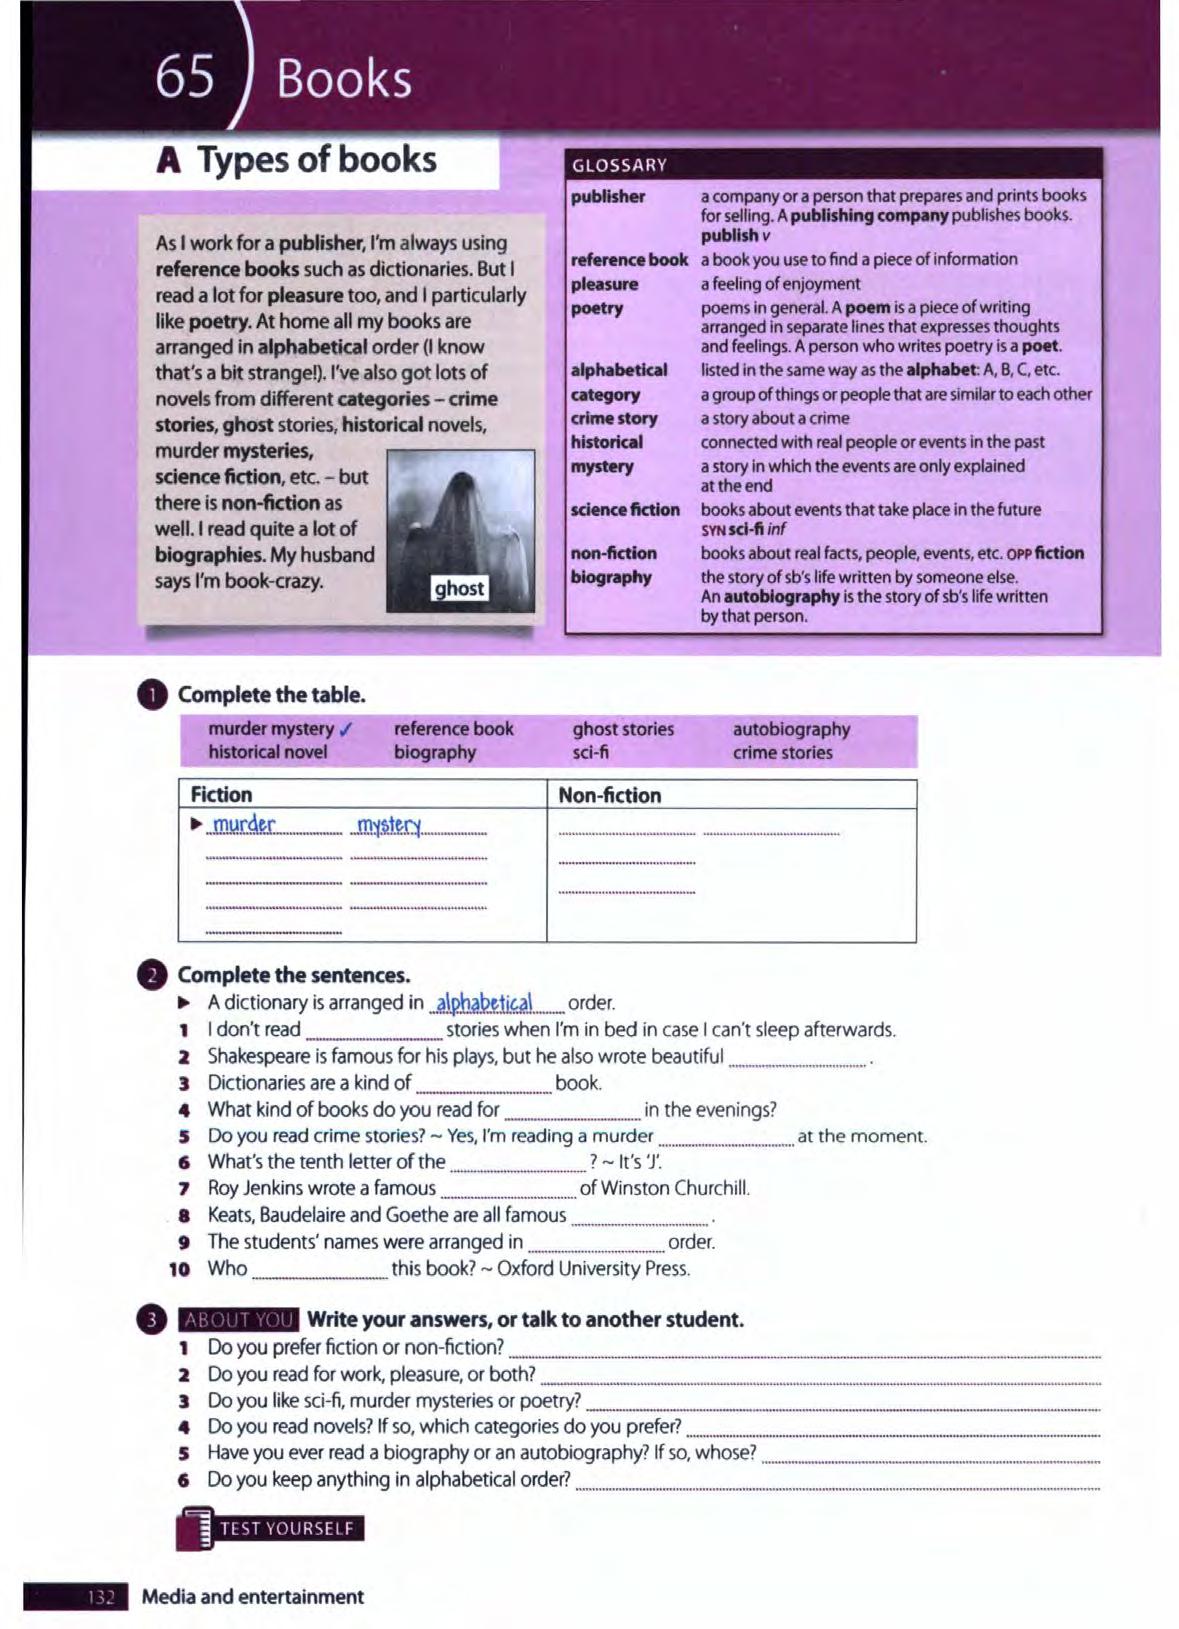 65 Books
A Types of books
As I work for a publisher, I'm always using
reference books such as dictionaries. But I
read a lot for pleasure too, and I particularly
like poetry. At home all my books are
arranged in alphabetical order (I know
that's a bit strange!). I've also got lots of
novels from different categories – crime
stories, ghost stories, historical novels,
murder mysteries,
science fiction, etc. – but
there is non-fiction as
well. I read quite a lot of
biographies. My husband
says I'm book-crazy.
ghost
GLOSSARY
publisher a company or a person that prepares and prints books
for selling. A publishing company publishes books.
publish v
reference book a book you use to find a piece of information
pleasure a feeling of enjoyment
poetry poems in general. A poem is a piece of writing
arranged in separate lines that expresses thoughts
and feelings. A person who writes poetry is a poet.
alphabetical listed in the same way as the alphabet: A, B, C, etc.
category a group of things or people that are similar to each other
crime story a story about a crime
historical connected with real people or events in the past
mystery a story in which the events are only explained
at the end
science fiction books about events that take place in the future
SYN sci-fi inf
non-fiction books about real facts, people, events, etc. OPP fiction
biography the story of sb's life written by someone else.
An autobiography is the story of sb's life written
by that person.
1 Complete the table.
murder mystery ✓ reference book ghost stories autobiography
historical novel biography sci-fi crime stories
Fiction Non-fiction
▶ murder mystery
2 Complete the sentences.
▶ A dictionary is arranged in alphabetical order.
1 I don't read ............ stories when I'm in bed in case I can't sleep afterwards.
2 Shakespeare is famous for his plays, but he also wrote beautiful ............ .
3 Dictionaries are a kind of ............ book.
4 What kind of books do you read for ............ in the evenings?
5 Do you read crime stories? ~ Yes, I'm reading a murder ............ at the moment.
6 What's the tenth letter of the ............ ? ~ It's 'J'.
7 Roy Jenkins wrote a famous ............ of Winston Churchill.
8 Keats, Baudelaire and Goethe are all famous ............ .
9 The students' names were arranged in ............ order.
10 Who ............ this book? ~ Oxford University Press.
3 ABOUT YOU Write your answers, or talk to another student.
1 Do you prefer fiction or non-fiction?
2 Do you read for work, pleasure, or both?
3 Do you like sci-fi, murder mysteries or poetry?
4 Do you read novels? If so, which categories do you prefer?
5 Have you ever read a biography or an autobiography? If so, whose?
6 Do you keep anything in alphabetical order?
TEST YOURSELF
132 Media and entertainment